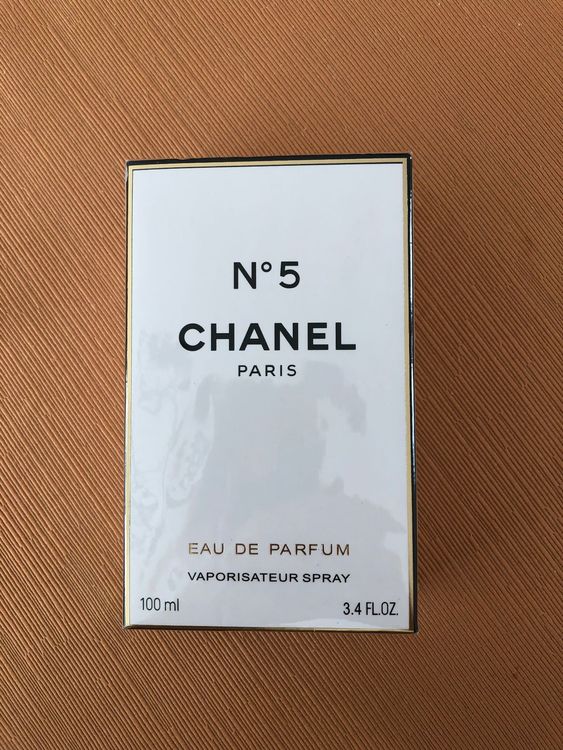 N° 5
CHANEL
PARIS
EAU DE PARFUM
VAPORISATEUR SPRAY
100 ml 3.4 FL.OZ.